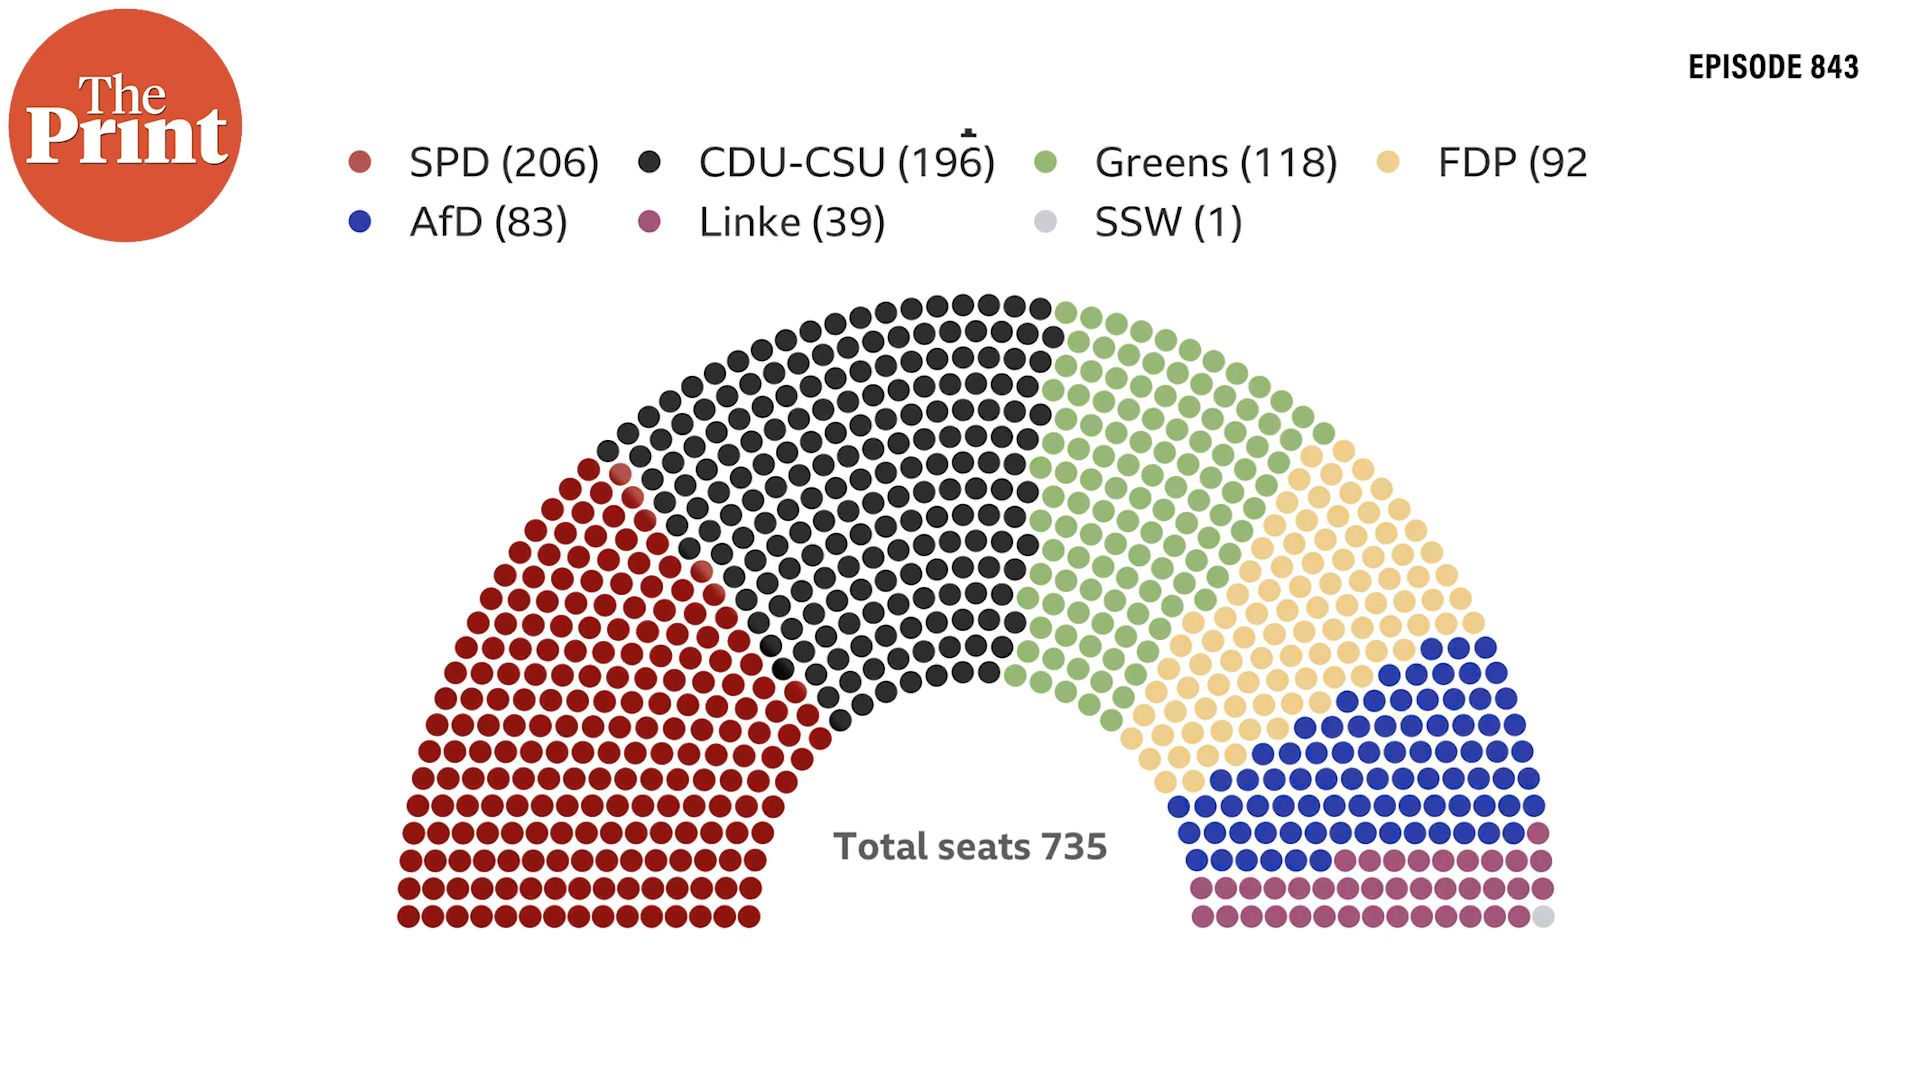 The
Print
EPISODE 843
SPD (206) CDU-CSU (196) Greens (118) FDP (92
AfD (83) Linke (39) SSW (1)
Total seats 735